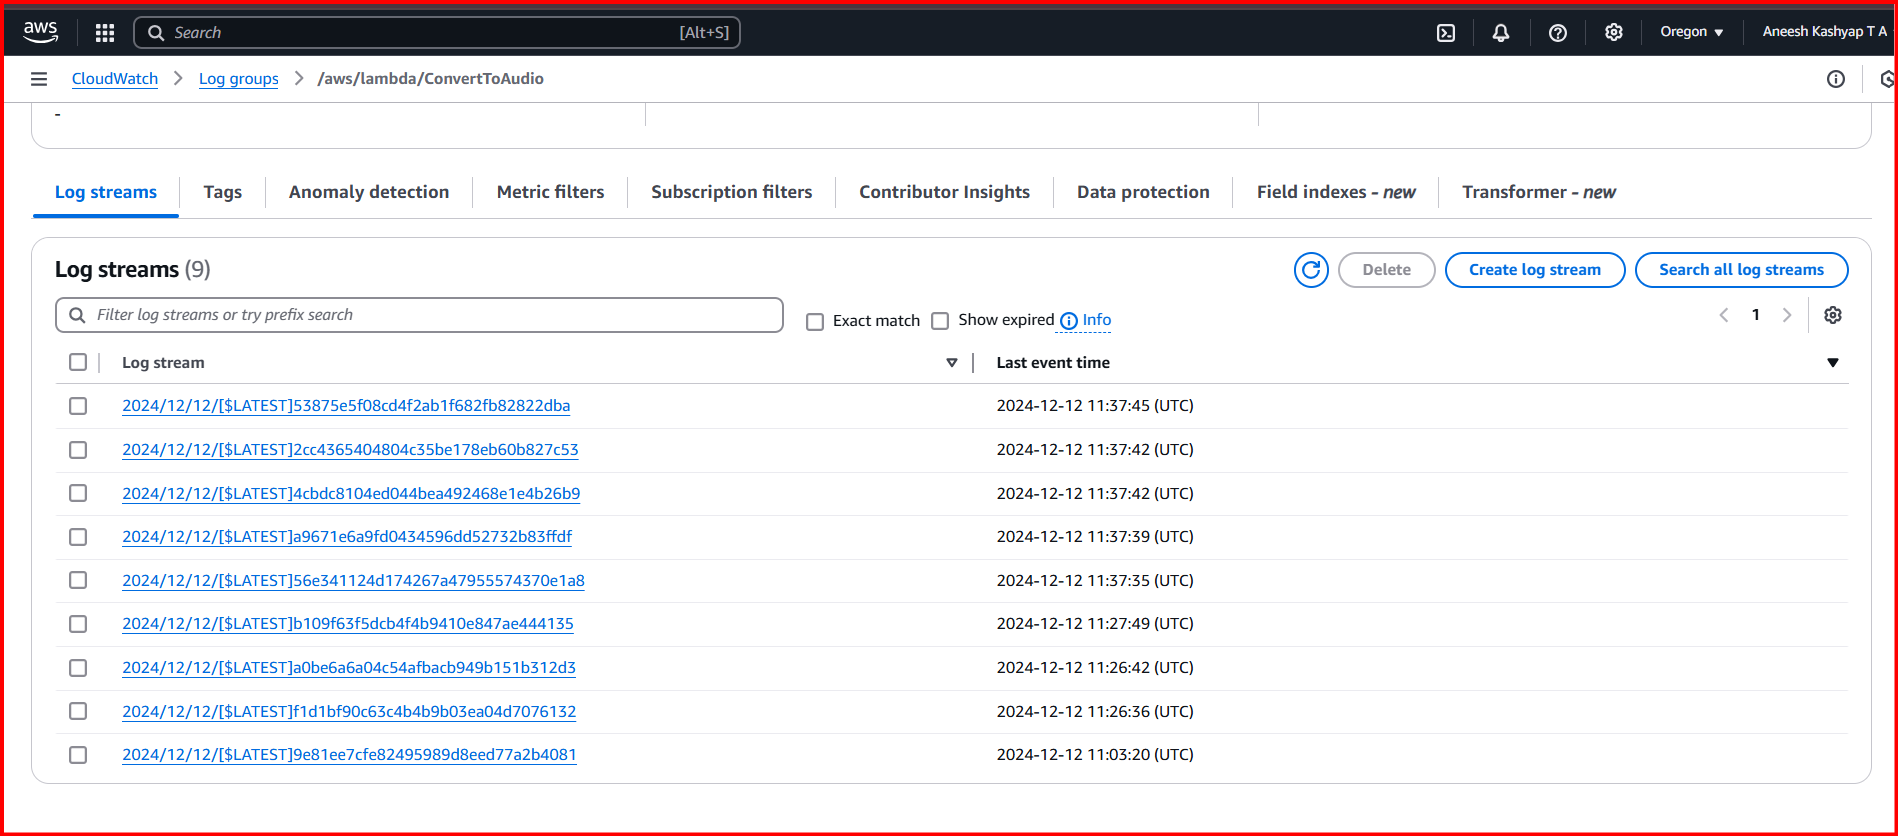 aws
Search [Alt+S] Oregon Aneesh Kashyap T A
CloudWatch Log groups /aws/lambda/ConvertToAudio
-
Log streams Tags Anomaly detection Metric filters Subscription filters Contributor Insights Data protection Field indexes - new Transformer - new
Log streams (9) Delete Create log stream Search all log streams
Filter log streams or try prefix search Exact match Show expired Info 1
Log stream Last event time
2024/12/12/[$LATEST]53875e5f08cd4f2ab1f682fb82822dba 2024-12-12 11:37:45 (UTC)
2024/12/12/[$LATEST]2cc4365404804c35be178eb60b827c53 2024-12-12 11:37:42 (UTC)
2024/12/12/[$LATEST]4cbdc8104ed044bea492468e1e4b26b9 2024-12-12 11:37:42 (UTC)
2024/12/12/[$LATEST]a9671e6a9fd0434596dd52732b83ffdf 2024-12-12 11:37:39 (UTC)
2024/12/12/[$LATEST]56e341124d174267a47955574370e1a8 2024-12-12 11:37:35 (UTC)
2024/12/12/[$LATEST]b109f63f5dcb4f4b9410e847ae444135 2024-12-12 11:27:49 (UTC)
2024/12/12/[$LATEST]a0be6a6a04c54afbacb949b151b312d3 2024-12-12 11:26:42 (UTC)
2024/12/12/[$LATEST]f1d1bf90c63c4b4b9b03ea04d7076132 2024-12-12 11:26:36 (UTC)
2024/12/12/[$LATEST]9e81ee7cfe82495989d8eed77a2b4081 2024-12-12 11:03:20 (UTC)